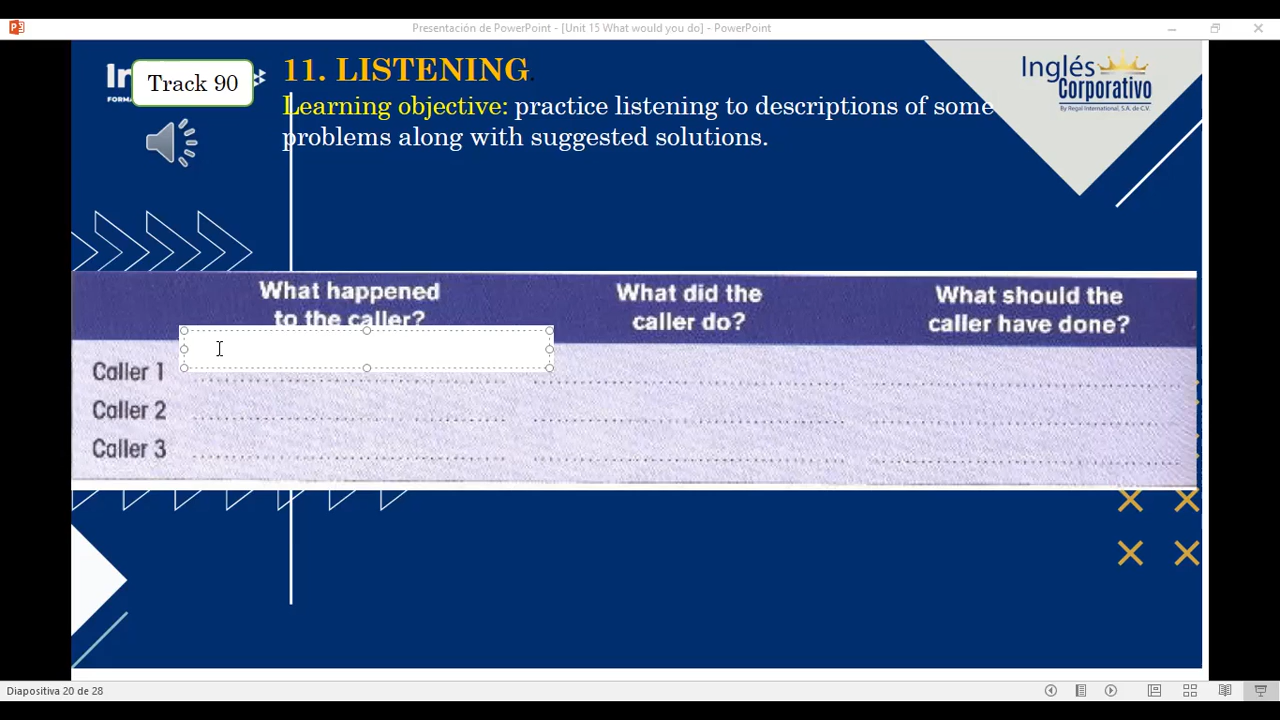 Presentación de PowerPoint - [Unit 15 What would you do] - PowerPoint
Track 90
11. LISTENING.
Learning objective: practice listening to descriptions of some
problems along with suggested solutions.
Inglés
Corporativo
By Regal International, S.A. de C.V.
What happened
to the caller?
What did the
caller do?
What should the
caller have done?
Caller 1
Caller 2
Caller 3
Diapositiva 20 de 28